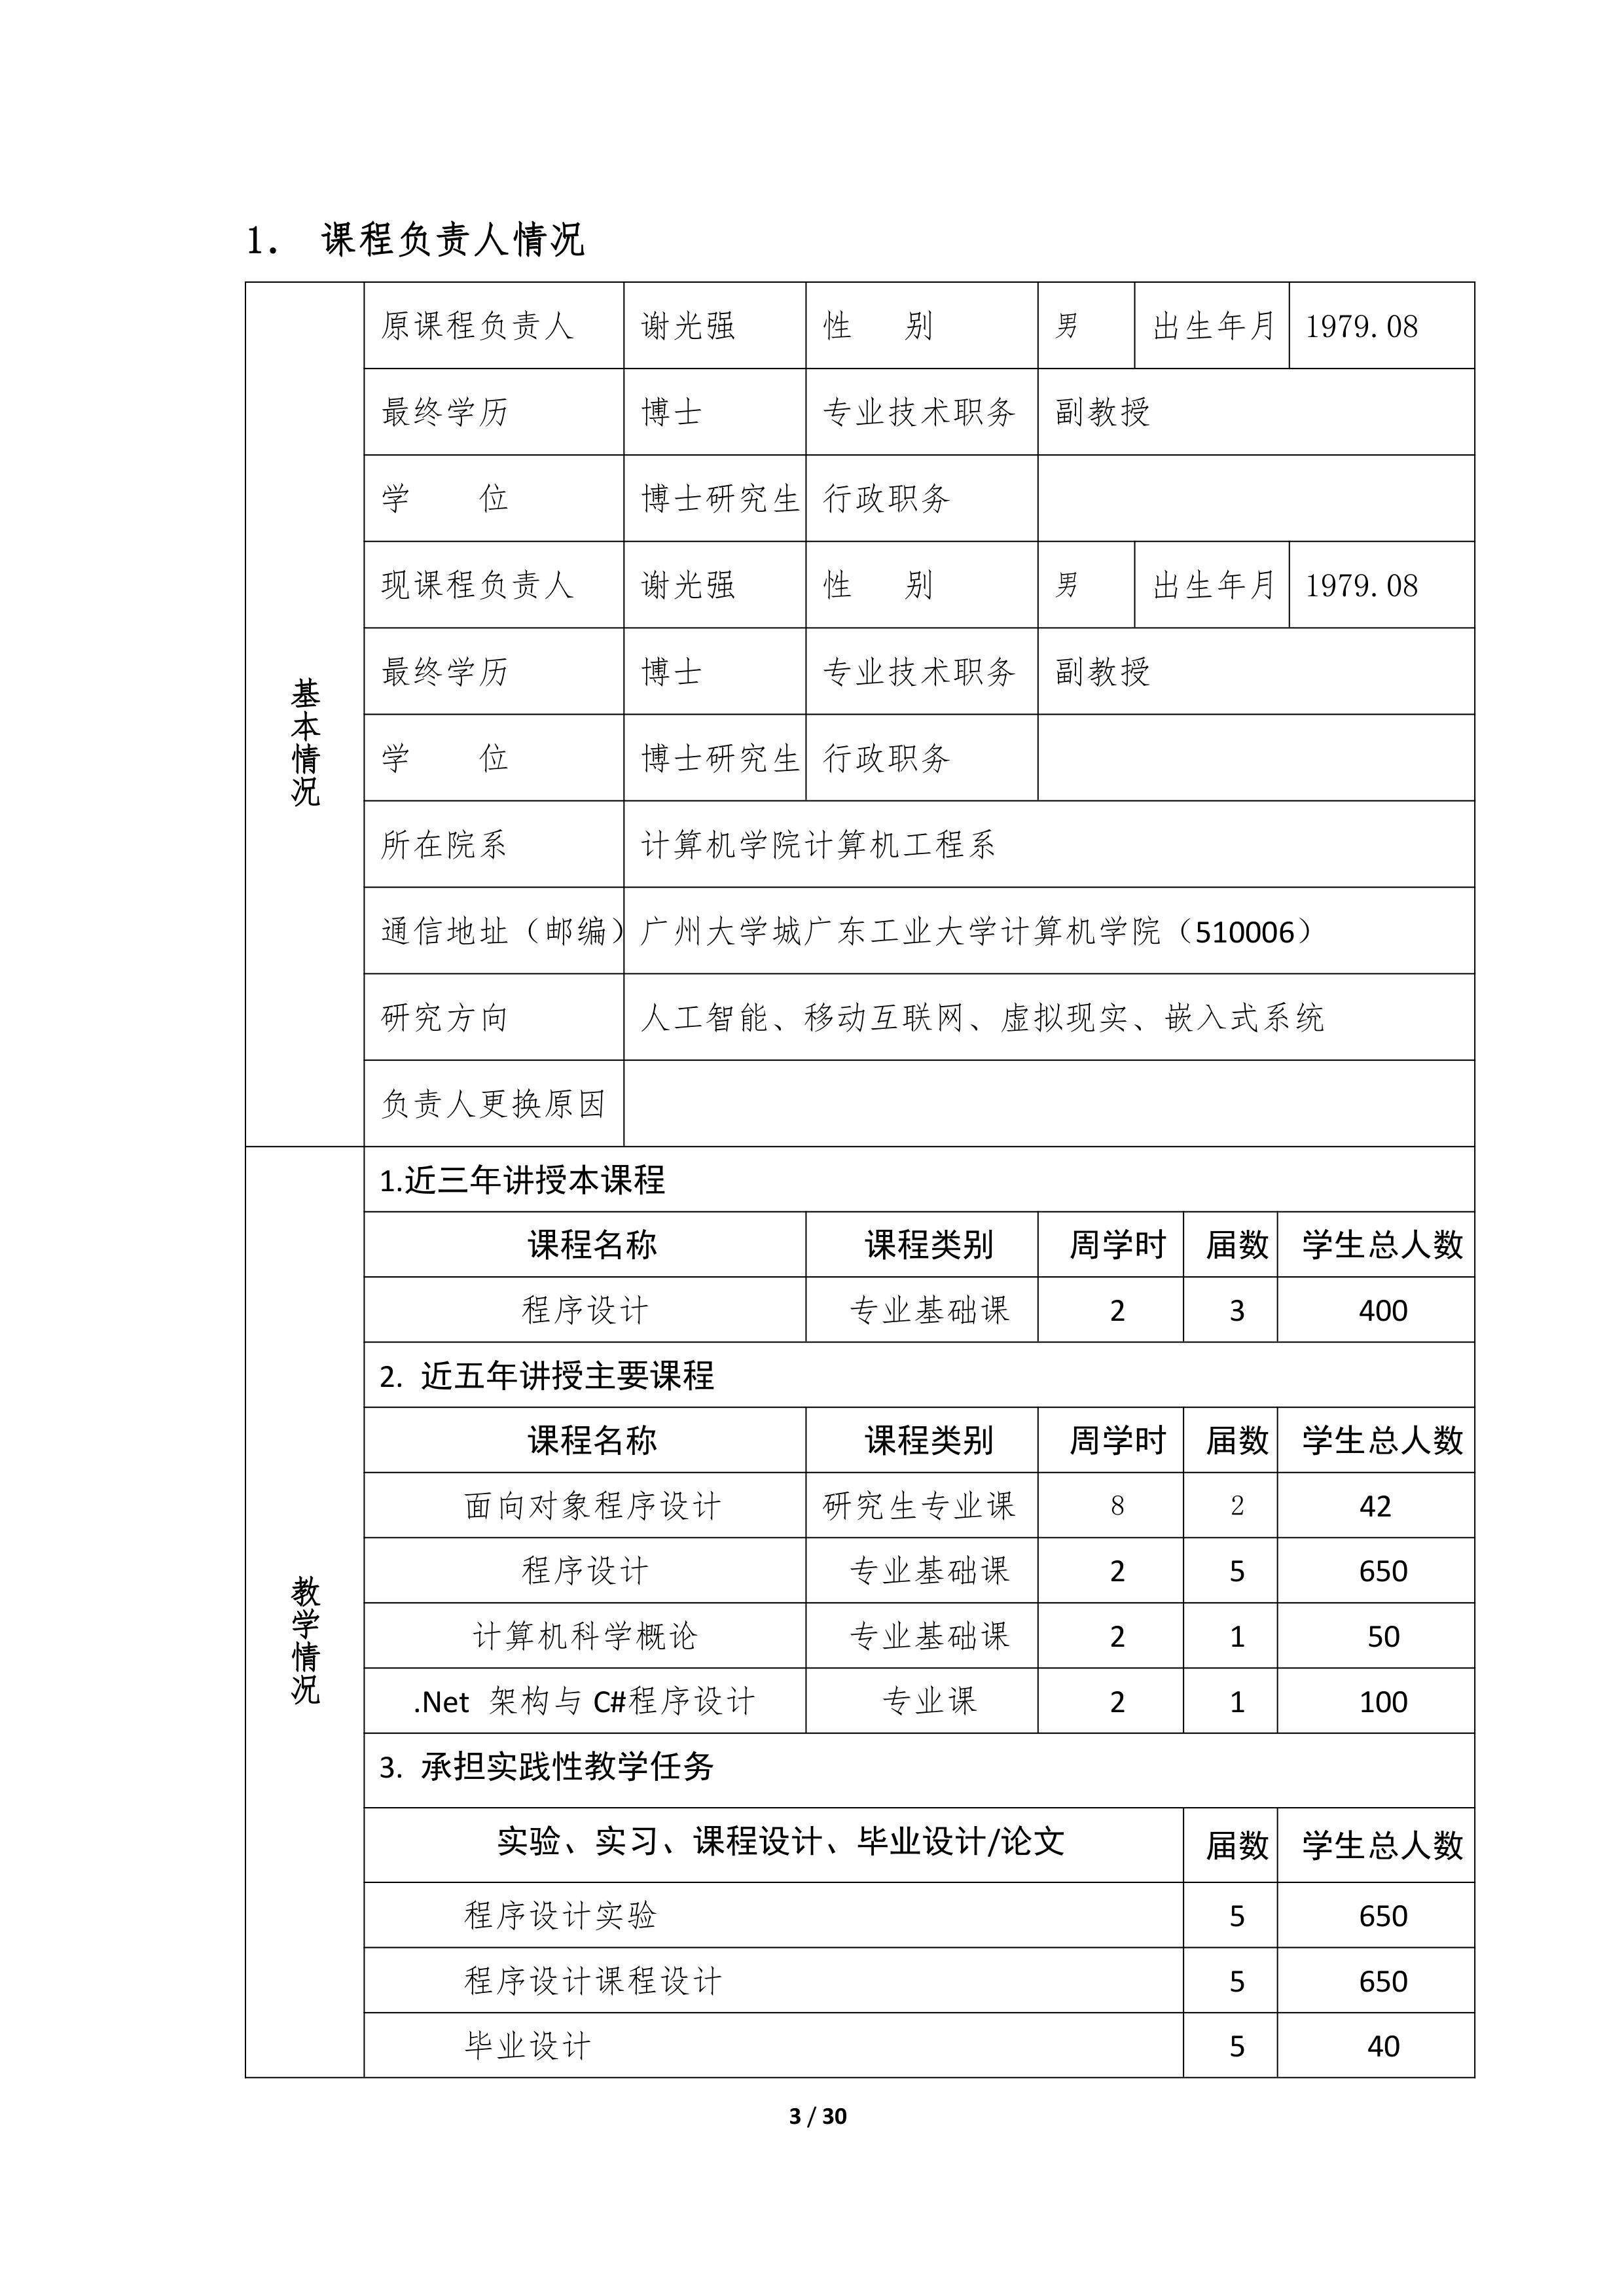 1. 课程负责人情况
基本情况
原课程负责人 谢光强 性 别 男 出生年月 1979.08
最终学历 博士 专业技术职务 副教授
学 位 博士研究生 行政职务
现课程负责人 谢光强 性 别 男 出生年月 1979.08
最终学历 博士 专业技术职务 副教授
学 位 博士研究生 行政职务
所在院系 计算机学院计算机工程系
通信地址（邮编） 广州大学城广东工业大学计算机学院（510006）
研究方向 人工智能、移动互联网、虚拟现实、嵌入式系统
负责人更换原因
教学情况
1.近三年讲授本课程
课程名称 课程类别 周学时 届数 学生总人数
程序设计 专业基础课 2 3 400
2. 近五年讲授主要课程
课程名称 课程类别 周学时 届数 学生总人数
面向对象程序设计 研究生专业课 8 2 42
程序设计 专业基础课 2 5 650
计算机科学概论 专业基础课 2 1 50
.Net 架构与 C#程序设计 专业课 2 1 100
3. 承担实践性教学任务
实验、实习、课程设计、毕业设计/论文 届数 学生总人数
程序设计实验 5 650
程序设计课程设计 5 650
毕业设计 5 40
3 / 30